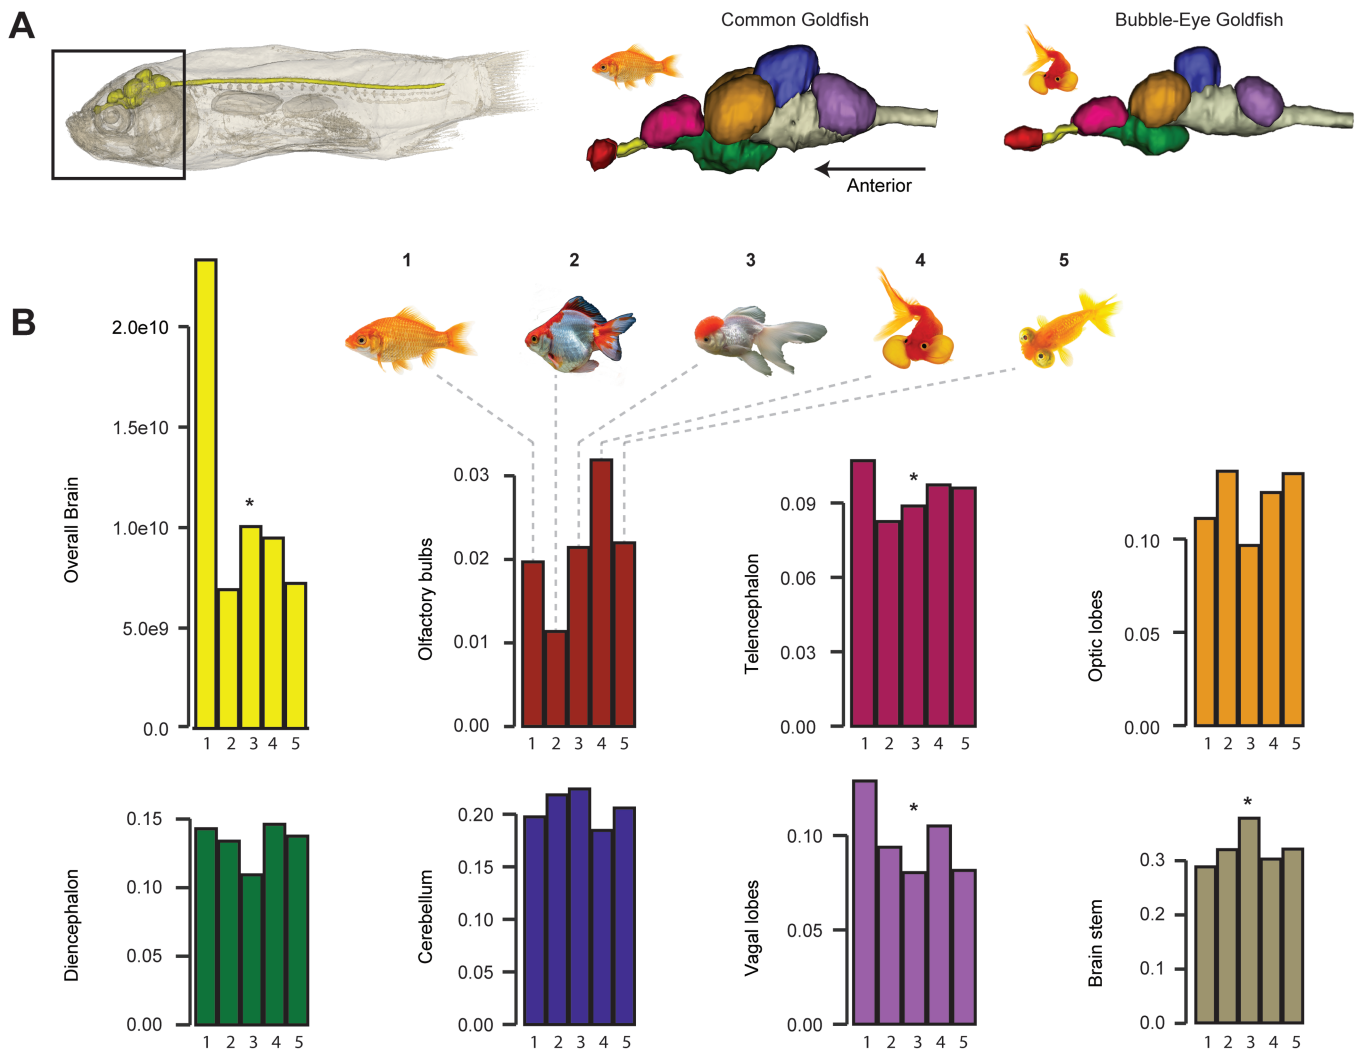 A
Common Goldfish
Bubble-Eye Goldfish
Anterior
B
1
2
3
4
5
Overall Brain
2.0e10
1.5e10
1.0e10
5.0e9
0.0
*
1 2 3 4 5
Olfactory bulbs
0.03
0.02
0.01
0.00
1 2 3 4 5
Telencephalon
0.09
0.06
0.03
0.00
*
1 2 3 4 5
Optic lobes
0.10
0.05
0.00
1 2 3 4 5
Diencephalon
0.15
0.10
0.05
0.00
1 2 3 4 5
Cerebellum
0.20
0.15
0.10
0.05
0.00
1 2 3 4 5
Vagal lobes
0.10
0.05
0.00
*
1 2 3 4 5
Brain stem
0.3
0.2
0.1
0.0
*
1 2 3 4 5